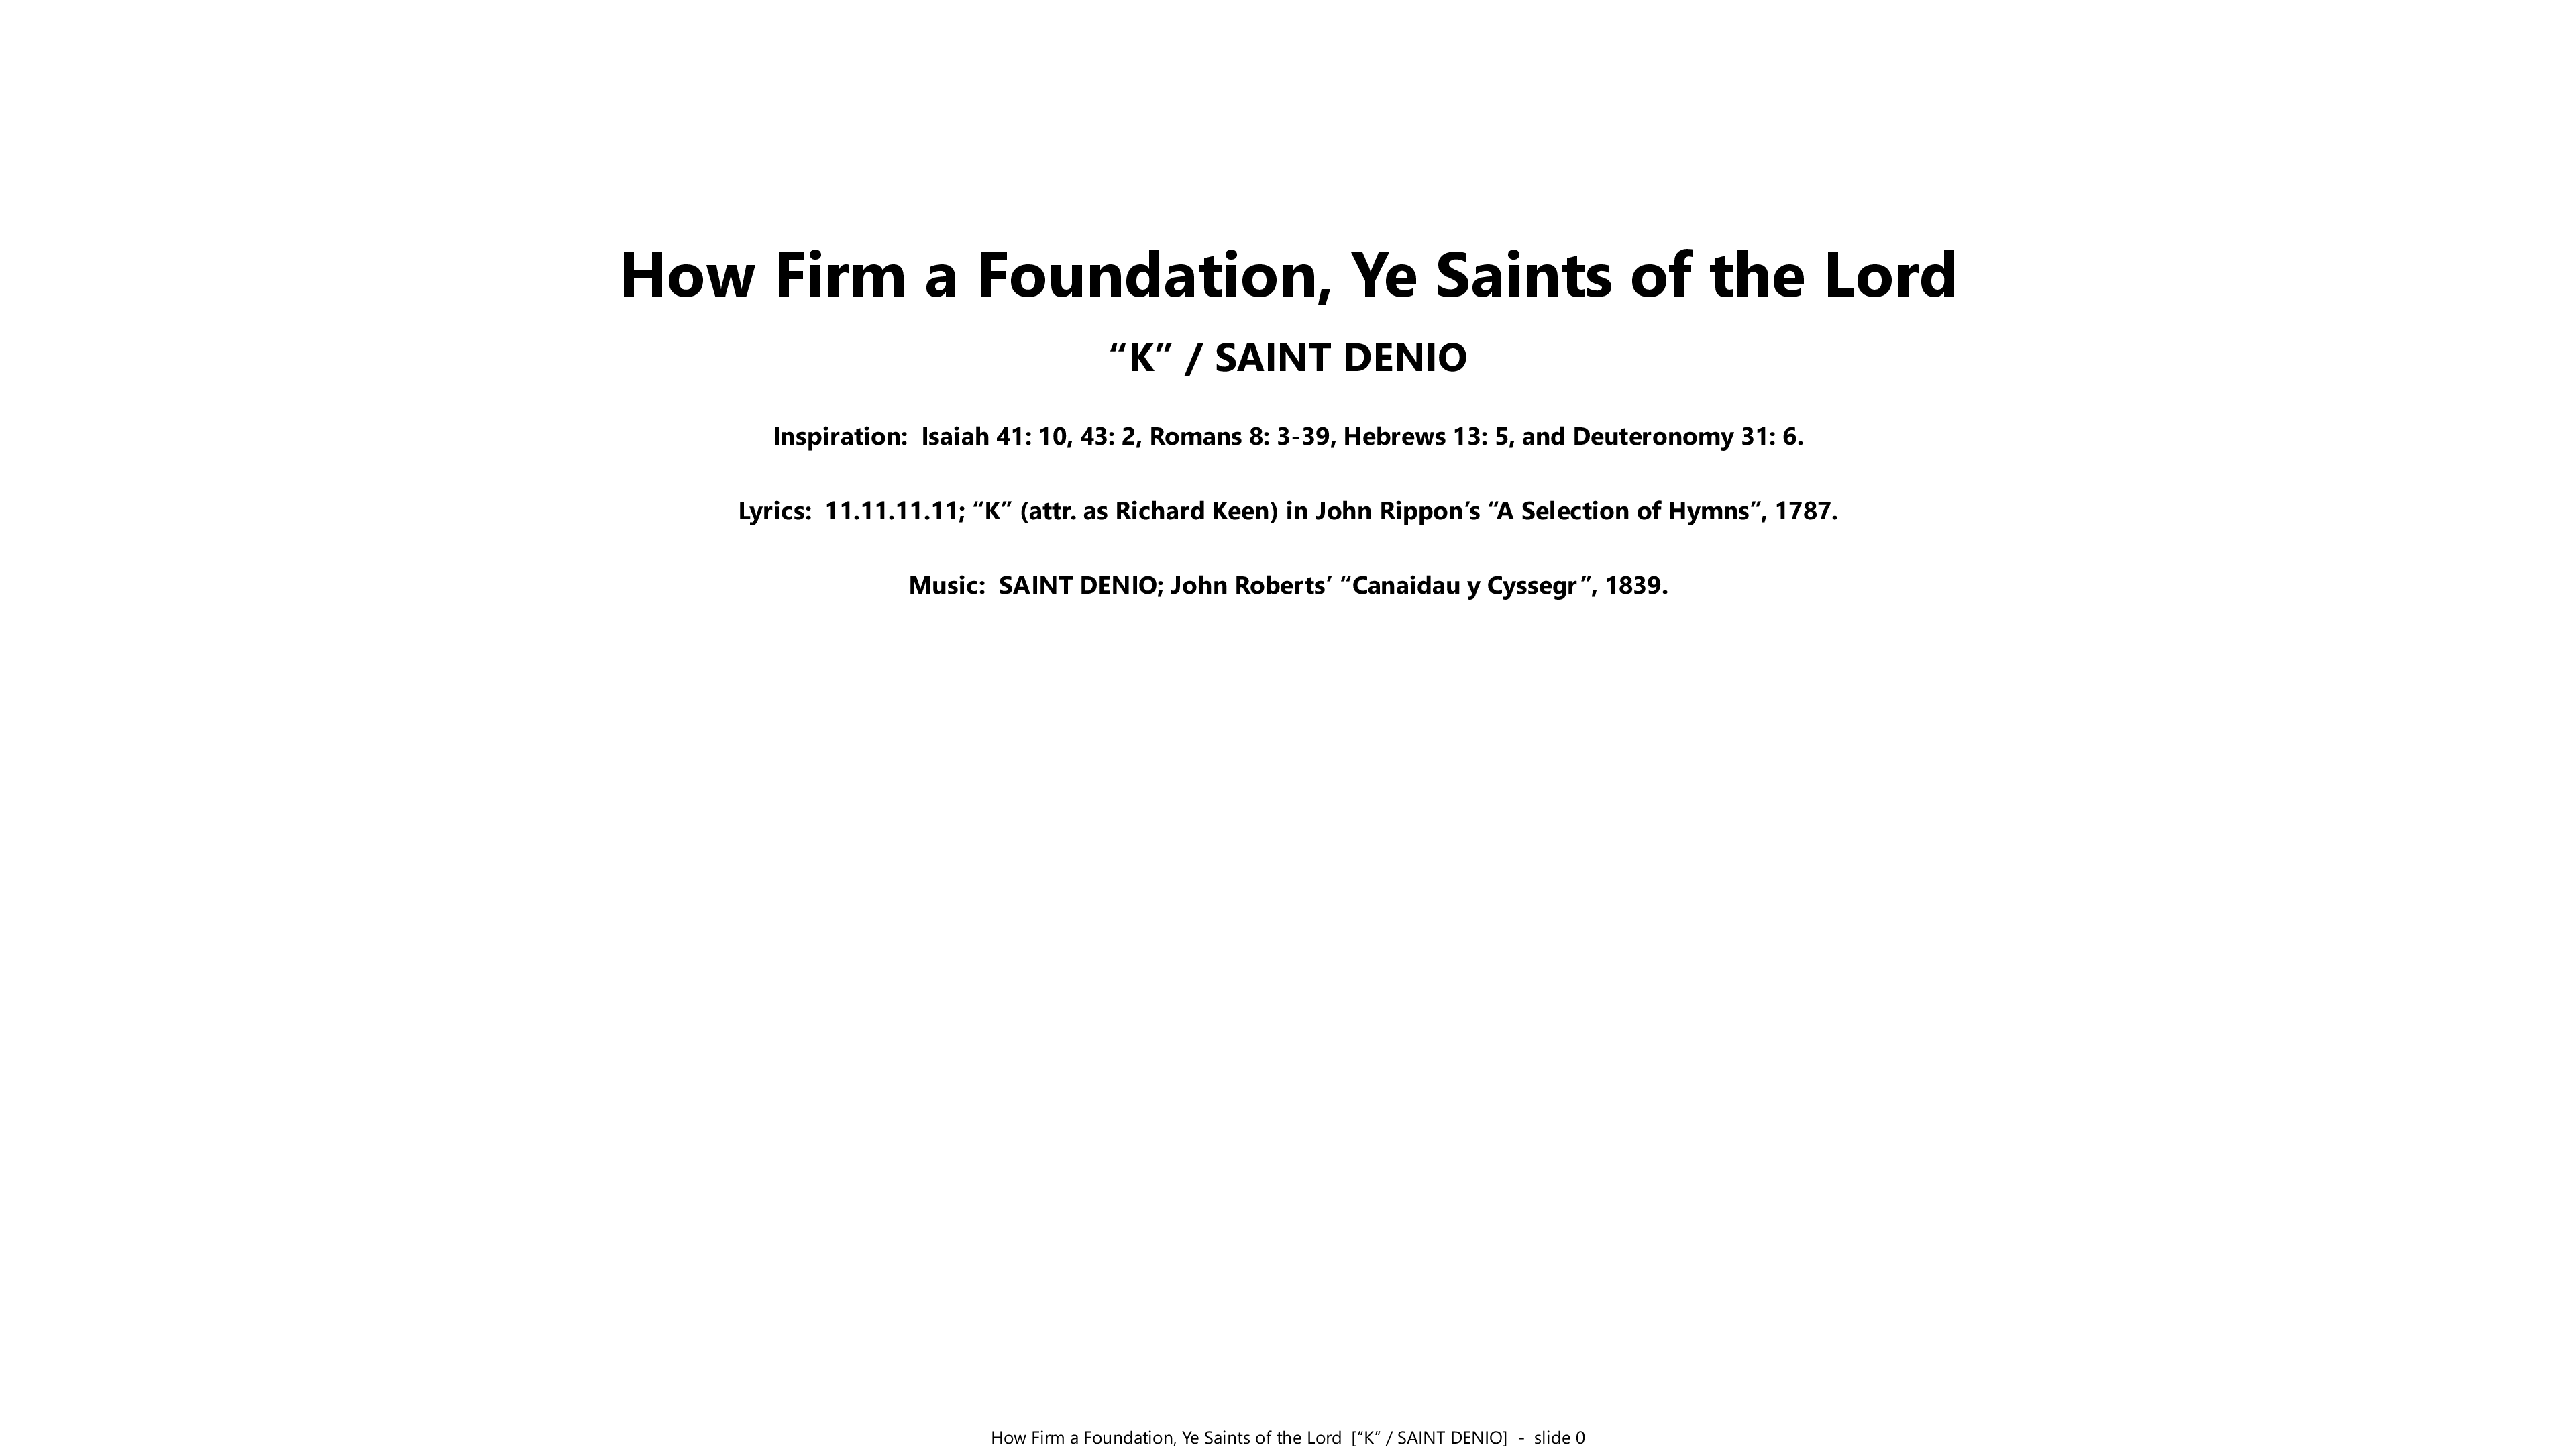 How Firm a Foundation, Ye Saints of the Lord
“K” / SAINT DENIO
Inspiration:  Isaiah 41: 10, 43: 2, Romans 8: 3-39, Hebrews 13: 5, and Deuteronomy 31: 6.
Lyrics:  11.11.11.11; “K” (attr. as Richard Keen) in John Rippon’s “A Selection of Hymns”, 1787.
Music:  SAINT DENIO; John Roberts’ “Canaidau y Cyssegr”, 1839.
How Firm a Foundation, Ye Saints of the Lord  [“K” / SAINT DENIO]  -  slide 0